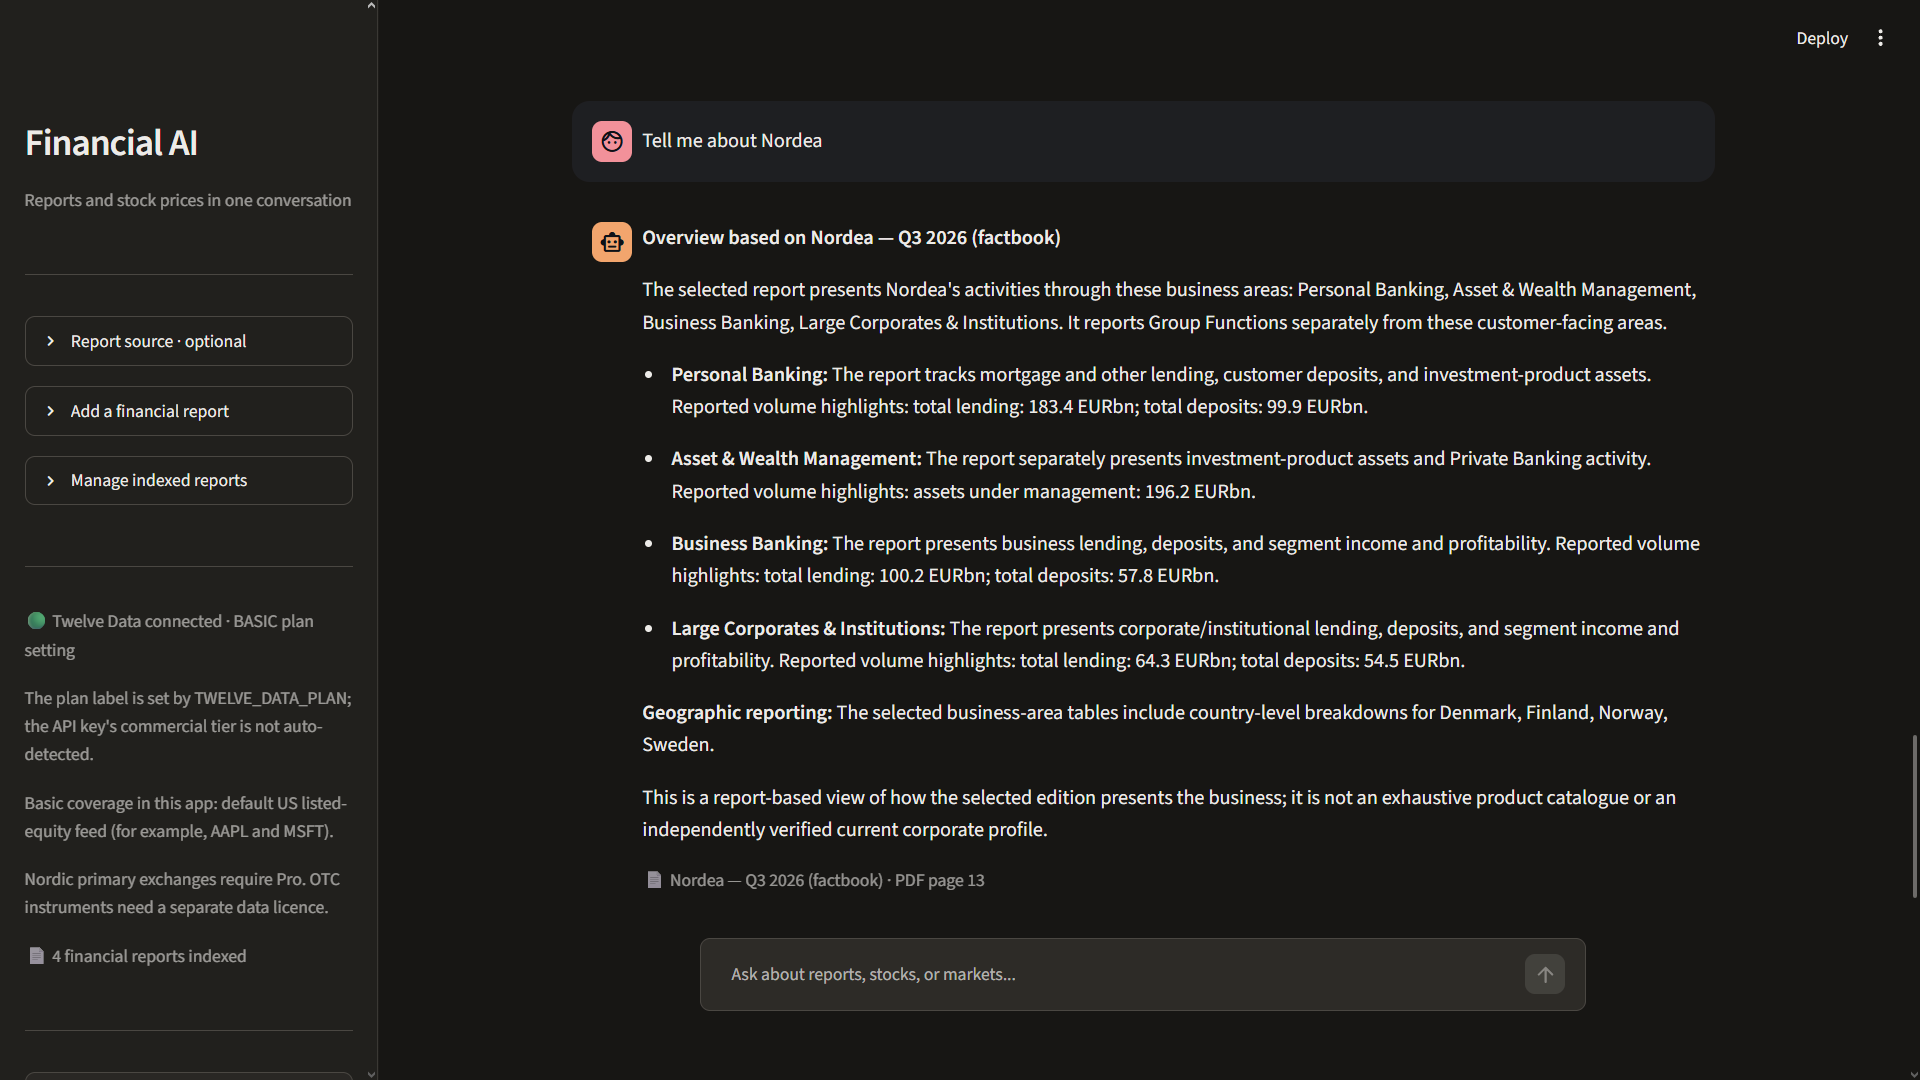 Deploy
Financial AI
Reports and stock prices in one conversation
Report source · optional
Add a financial report
Manage indexed reports
Twelve Data connected · BASIC plan
setting
The plan label is set by TWELVE_DATA_PLAN;
the API key's commercial tier is not auto-
detected.
Basic coverage in this app: default US listed-
equity feed (for example, AAPL and MSFT).
Nordic primary exchanges require Pro. OTC
instruments need a separate data licence.
4 financial reports indexed
Tell me about Nordea
Overview based on Nordea — Q3 2026 (factbook)
The selected report presents Nordea's activities through these business areas: Personal Banking, Asset & Wealth Management,
Business Banking, Large Corporates & Institutions. It reports Group Functions separately from these customer-facing areas.
• Personal Banking: The report tracks mortgage and other lending, customer deposits, and investment-product assets.
Reported volume highlights: total lending: 183.4 EURbn; total deposits: 99.9 EURbn.
• Asset & Wealth Management: The report separately presents investment-product assets and Private Banking activity.
Reported volume highlights: assets under management: 196.2 EURbn.
• Business Banking: The report presents business lending, deposits, and segment income and profitability. Reported volume
highlights: total lending: 100.2 EURbn; total deposits: 57.8 EURbn.
• Large Corporates & Institutions: The report presents corporate/institutional lending, deposits, and segment income and
profitability. Reported volume highlights: total lending: 64.3 EURbn; total deposits: 54.5 EURbn.
Geographic reporting: The selected business-area tables include country-level breakdowns for Denmark, Finland, Norway,
Sweden.
This is a report-based view of how the selected edition presents the business; it is not an exhaustive product catalogue or an
independently verified current corporate profile.
Nordea — Q3 2026 (factbook) · PDF page 13
Ask about reports, stocks, or markets...